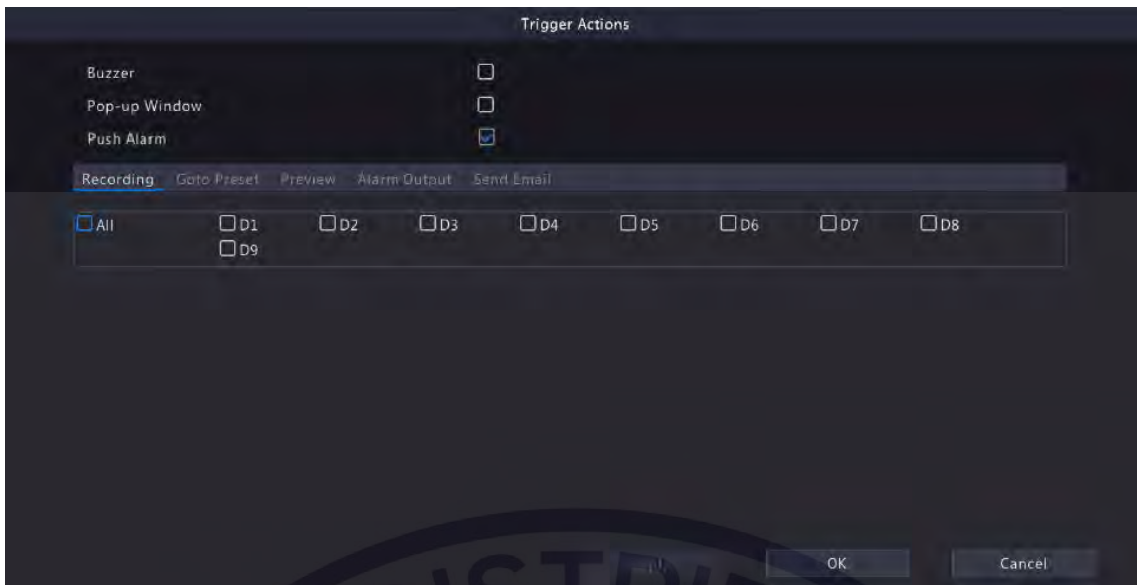 Trigger Actions
Buzzer
Pop-up Window
Push Alarm
Recording Goto Preset Preview Alarm Output Send Email
All D1 D2 D3 D4 D5 D6 D7 D8
D9
OK Cancel